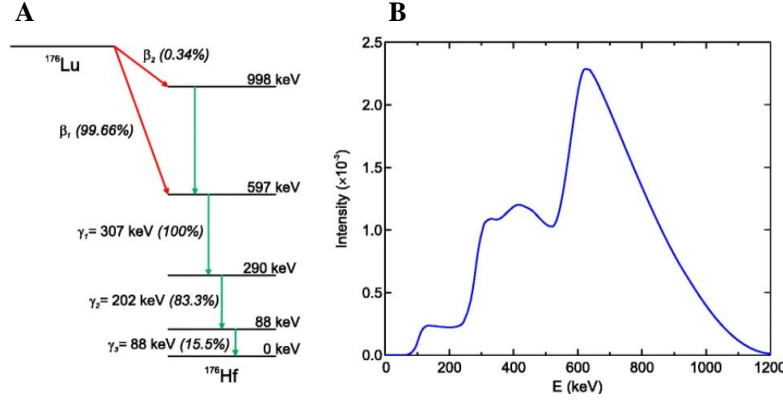 A
B
¹⁷⁶Lu
β₂ (0.34%)
998 keV
β₁ (99.66%)
597 keV
γ₁= 307 keV (100%)
290 keV
γ₂= 202 keV (83.3%)
88 keV
γ₃= 88 keV (15.5%)
0 keV
¹⁷⁶Hf
Intensity (×10⁻³)
2.5
2.0
1.5
1.0
0.5
0.0
0 200 400 600 800 1000 1200
E (keV)